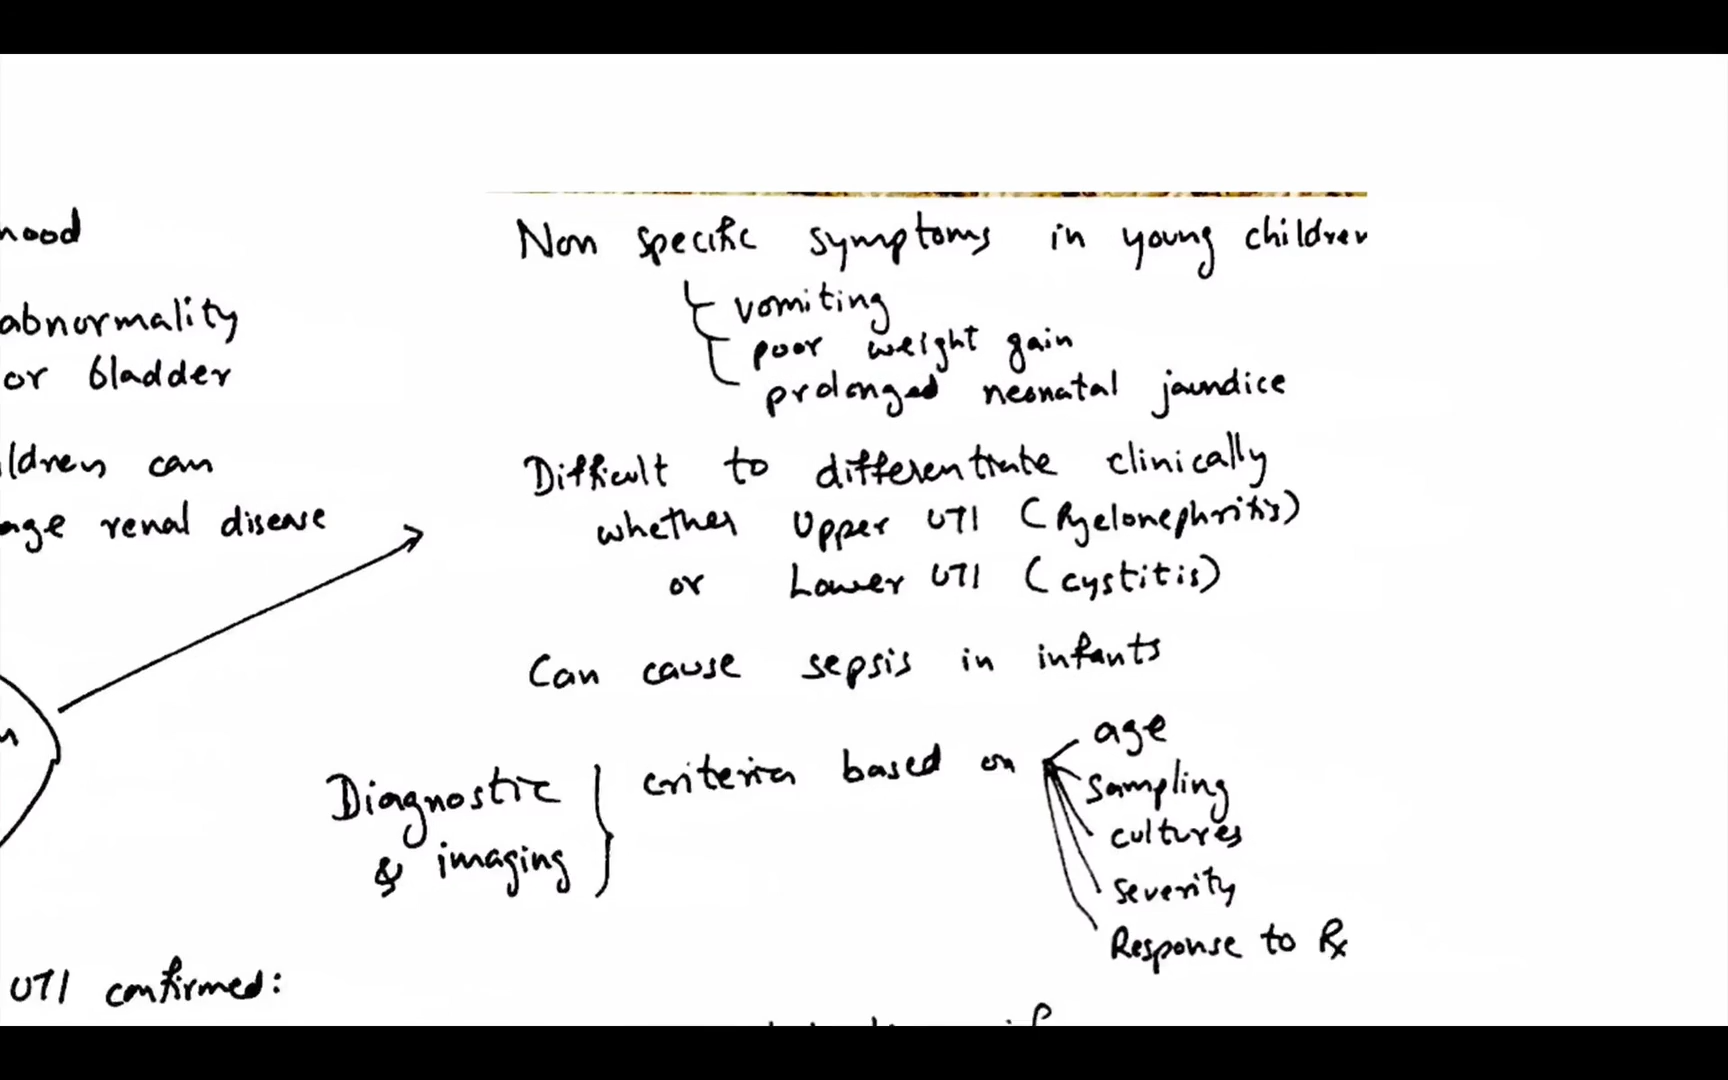 hood
abnormality
or bladder
ldren can
age renal disease
Non specific symptoms in young children
vomiting
poor weight gain
prolonged neonatal jaundice
Difficult to differentiate clinically
whether Upper UTI (Pyelonephritis)
or Lower UTI (cystitis)
Can cause sepsis in infants
Diagnostic
& imaging
criteria based on
age
Sampling
cultures
severity
Response to Rx
UTI confirmed: